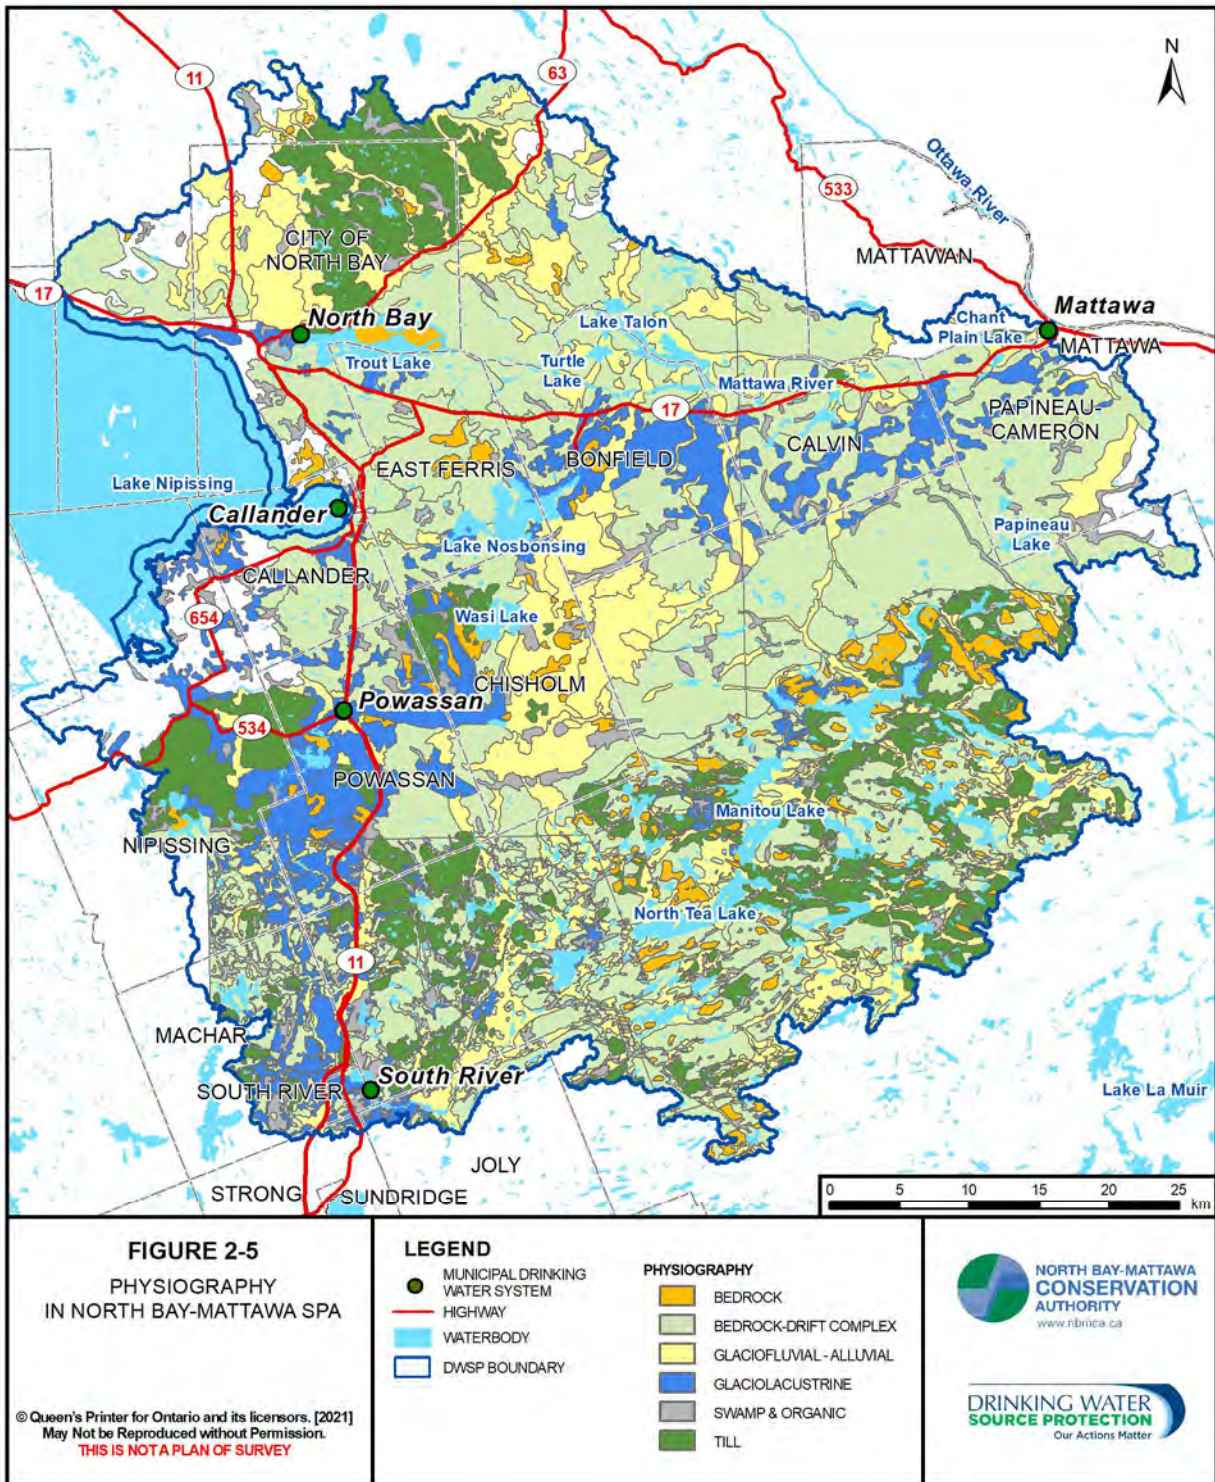 N
11
63
Ottawa River
533
CITY OF
NORTH BAY
MATTAWAN
17
Mattawa
North Bay
Lake Talon
Chant
Plain Lake
MATTAWA
Trout Lake
Turtle
Lake
Mattawa River
17
PAPINEAU-
CAMERON
CALVIN
EAST FERRIS
BONFIELD
Lake Nipissing
Callander
Papineau
Lake
Lake Nosbonsing
CALLANDER
654
Wasi Lake
CHISHOLM
Powassan
534
POWASSAN
Manitou Lake
NIPISSING
North Tea Lake
11
MACHAR
South River
SOUTH RIVER
Lake La Muir
JOLY
STRONG
SUNDRIDGE
0 5 10 15 20 25
km
FIGURE 2-5
PHYSIOGRAPHY
IN NORTH BAY-MATTAWA SPA
© Queen's Printer for Ontario and its licensors. [2021]
May Not be Reproduced without Permission.
THIS IS NOT A PLAN OF SURVEY
LEGEND
MUNICIPAL DRINKING
WATER SYSTEM
HIGHWAY
WATERBODY
DWSP BOUNDARY
PHYSIOGRAPHY
BEDROCK
BEDROCK-DRIFT COMPLEX
GLACIOFLUVIAL - ALLUVIAL
GLACIOLACUSTRINE
SWAMP & ORGANIC
TILL
NORTH BAY-MATTAWA
CONSERVATION
AUTHORITY
www.nbmca.ca
DRINKING WATER
SOURCE PROTECTION
Our Actions Matter